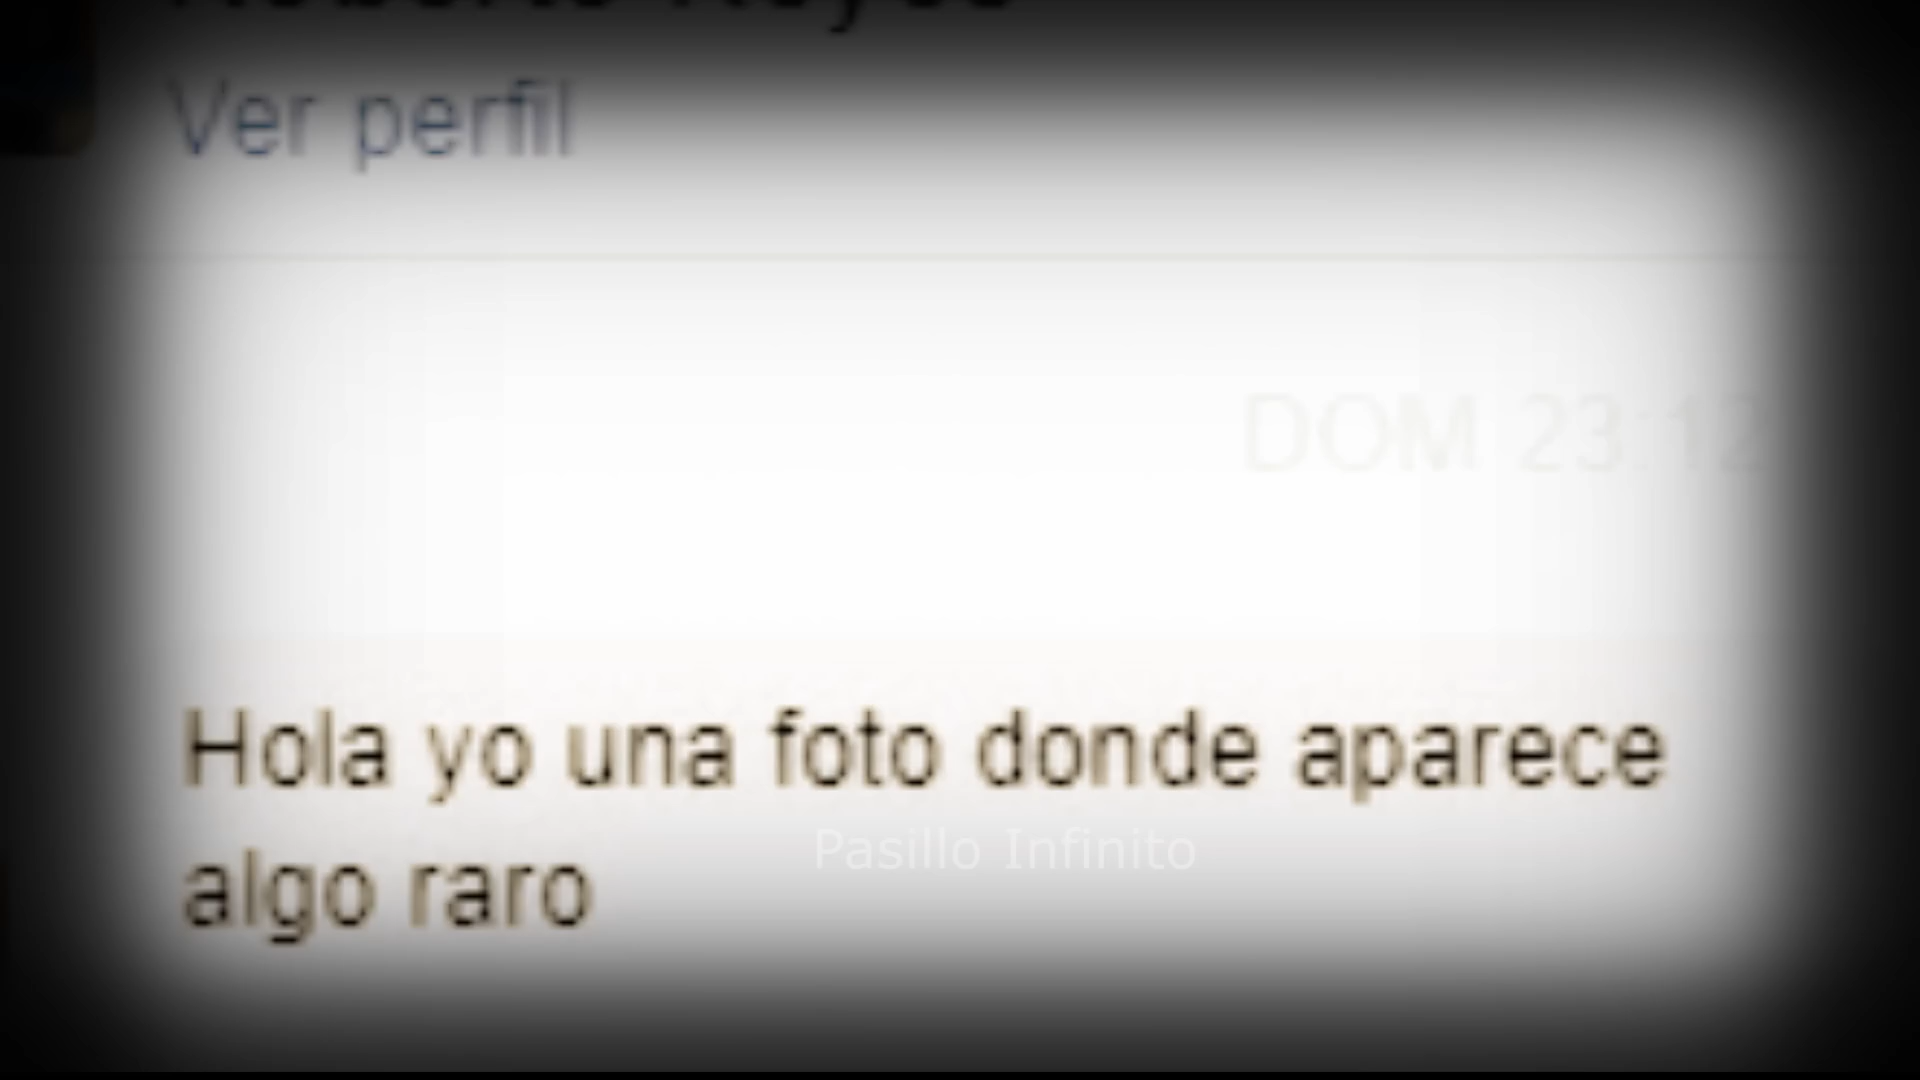 Ver perfil
DOM 23:12
Hola yo una foto donde aparece
Pasillo Infinito
algo raro